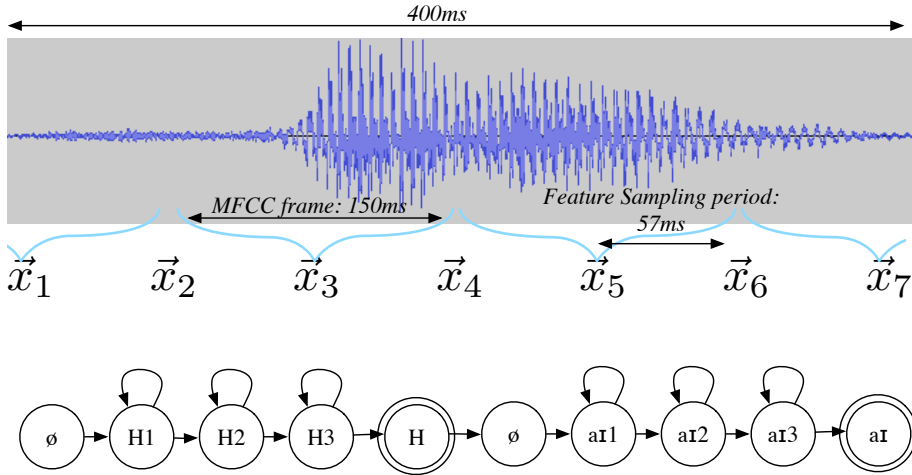 400ms
MFCC frame: 150ms
Feature Sampling period:
57ms
x⃗1 x⃗2 x⃗3 x⃗4 x⃗5 x⃗6 x⃗7
ø H1 H2 H3 H ø aɪ1 aɪ2 aɪ3 aɪ